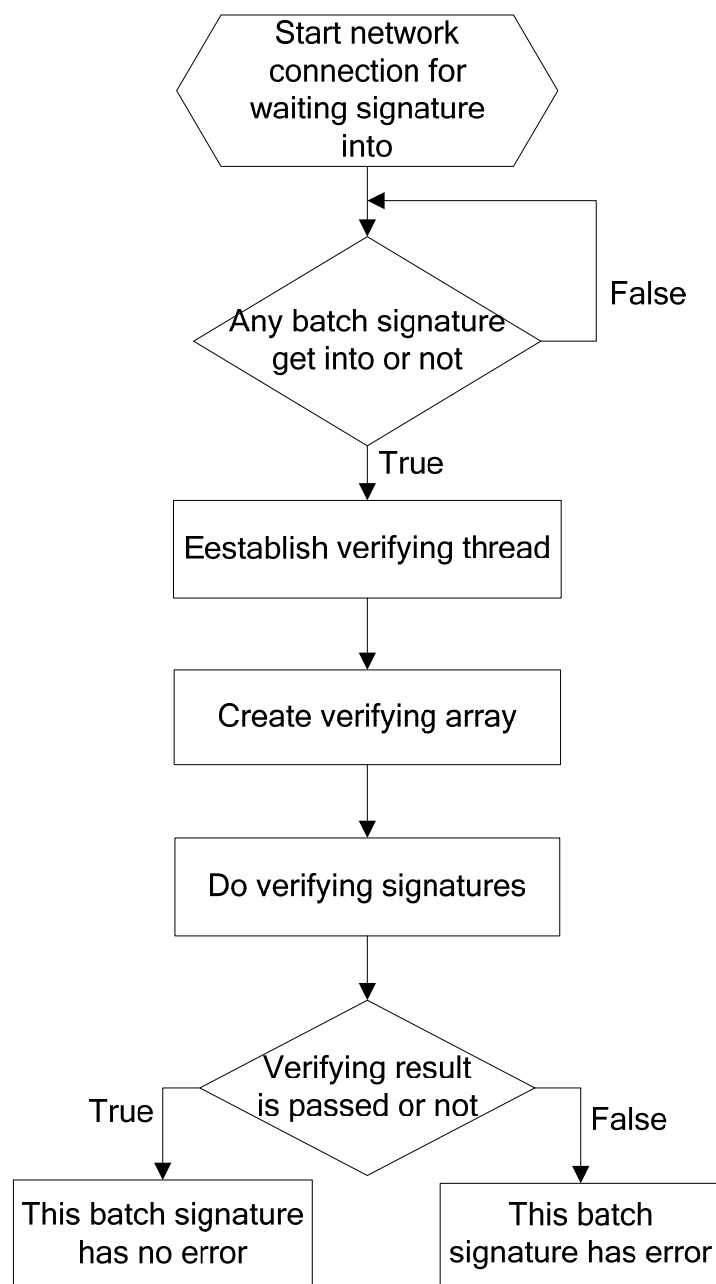 Start network
connection for
waiting signature
into
False
Any batch signature
get into or not
True
Eestablish verifying thread
Create verifying array
Do verifying signatures
Verifying result
is passed or not
True
False
This batch signature
has no error
This batch
signature has error